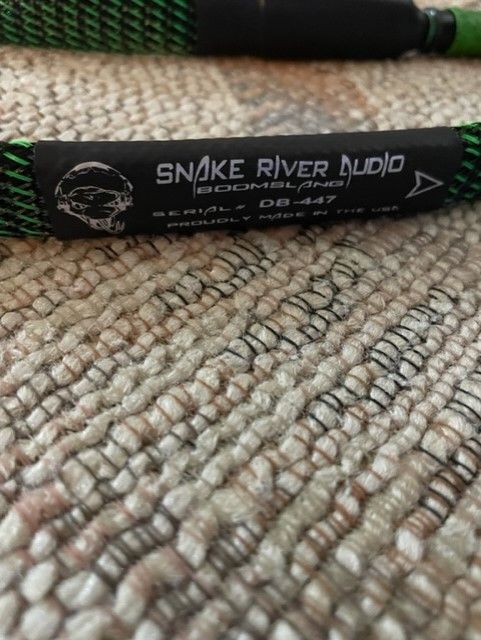 SNAKE RIVER AUDIO
BOOMSLANG
SERIAL# DB-447
PROUDLY MADE IN THE USA